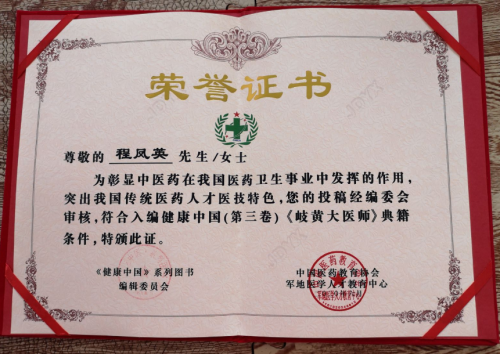 荣誉证书
尊敬的 程凤英 先生/女士
为彰显中医药在我国医药卫生事业中发挥的作用，
突出我国传统医药人才医技特色，您的投稿经编委会
审核，符合入编健康中国(第三卷)《岐黄大医师》典籍
条件，特颁此证。
《健康中国》系列图书
编辑委员会
中国医药教育协会
军地医学人才教育中心